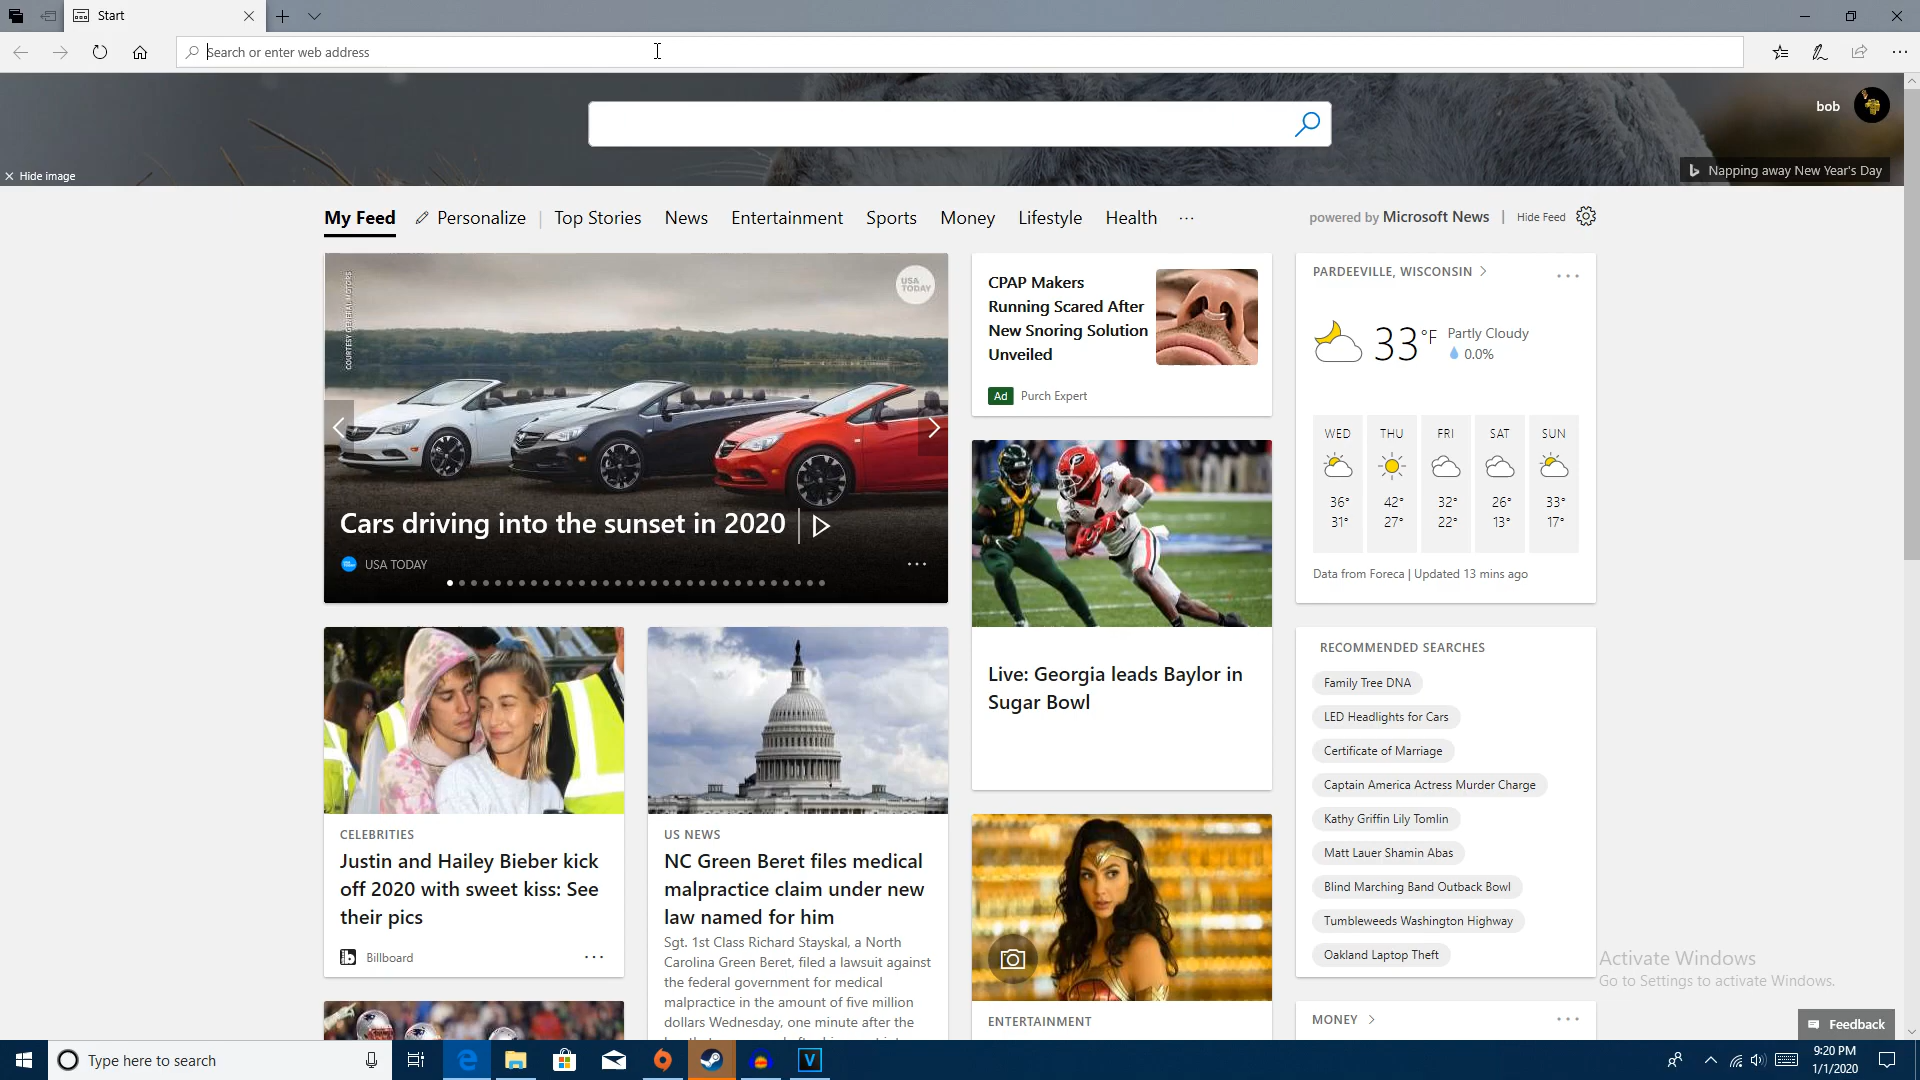 Start
Search or enter web address
bob
Hide image
Napping away New Year's Day
My Feed
Personalize
Top Stories
News
Entertainment
Sports
Money
Lifestyle
Health
powered by Microsoft News
Hide Feed
COURTESY GENERAL MOTORS
USA
TODAY
Cars driving into the sunset in 2020
USA TODAY
CPAP Makers
Running Scared After
New Snoring Solution
Unveiled
Ad Purch Expert
PARDEEVILLE, WISCONSIN
33 °F
Partly Cloudy
0.0%
WED THU FRI SAT SUN
36° 42° 32° 26° 33°
31° 27° 22° 13° 17°
Data from Foreca | Updated 13 mins ago
Live: Georgia leads Baylor in
Sugar Bowl
RECOMMENDED SEARCHES
Family Tree DNA
LED Headlights for Cars
Certificate of Marriage
Captain America Actress Murder Charge
Kathy Griffin Lily Tomlin
Matt Lauer Shamin Abas
Blind Marching Band Outback Bowl
Tumbleweeds Washington Highway
Oakland Laptop Theft
CELEBRITIES
Justin and Hailey Bieber kick
off 2020 with sweet kiss: See
their pics
Billboard
US NEWS
NC Green Beret files medical
malpractice claim under new
law named for him
Sgt. 1st Class Richard Stayskal, a North
Carolina Green Beret, filed a lawsuit against
the federal government for medical
malpractice in the amount of five million
dollars Wednesday, one minute after the
ENTERTAINMENT
MONEY
Activate Windows
Go to Settings to activate Windows.
Feedback
Type here to search
9:20 PM
1/1/2020